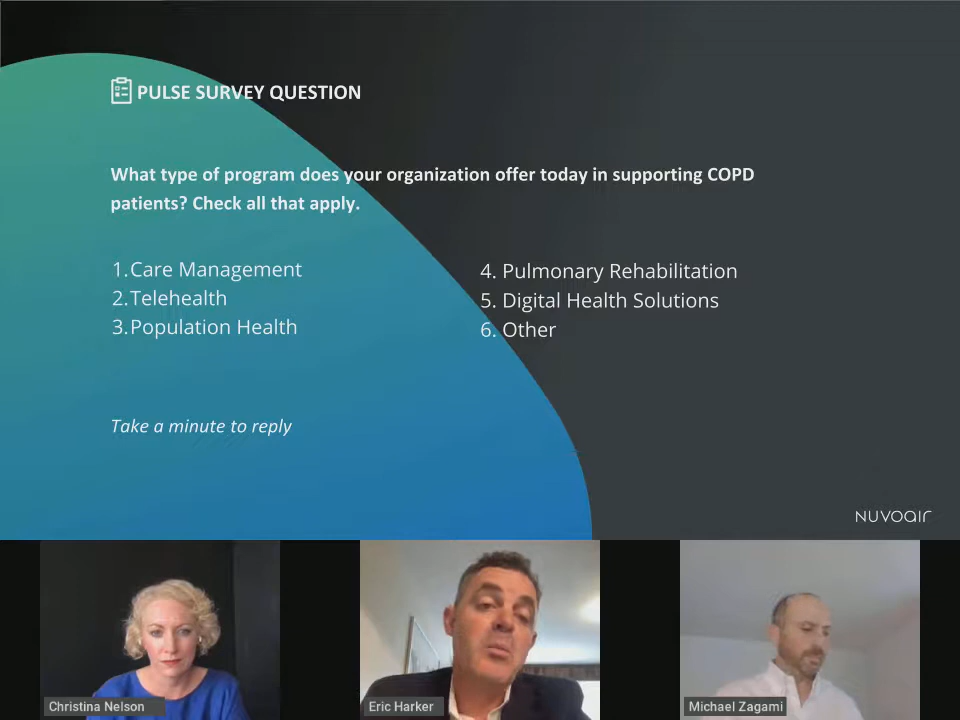 PULSE SURVEY QUESTION
What type of program does your organization offer today in supporting COPD
patients? Check all that apply.
1.Care Management
2.Telehealth
3.Population Health
4. Pulmonary Rehabilitation
5. Digital Health Solutions
6. Other
Take a minute to reply
NUVOAIR
Christina Nelson
Eric Harker
Michael Zagami